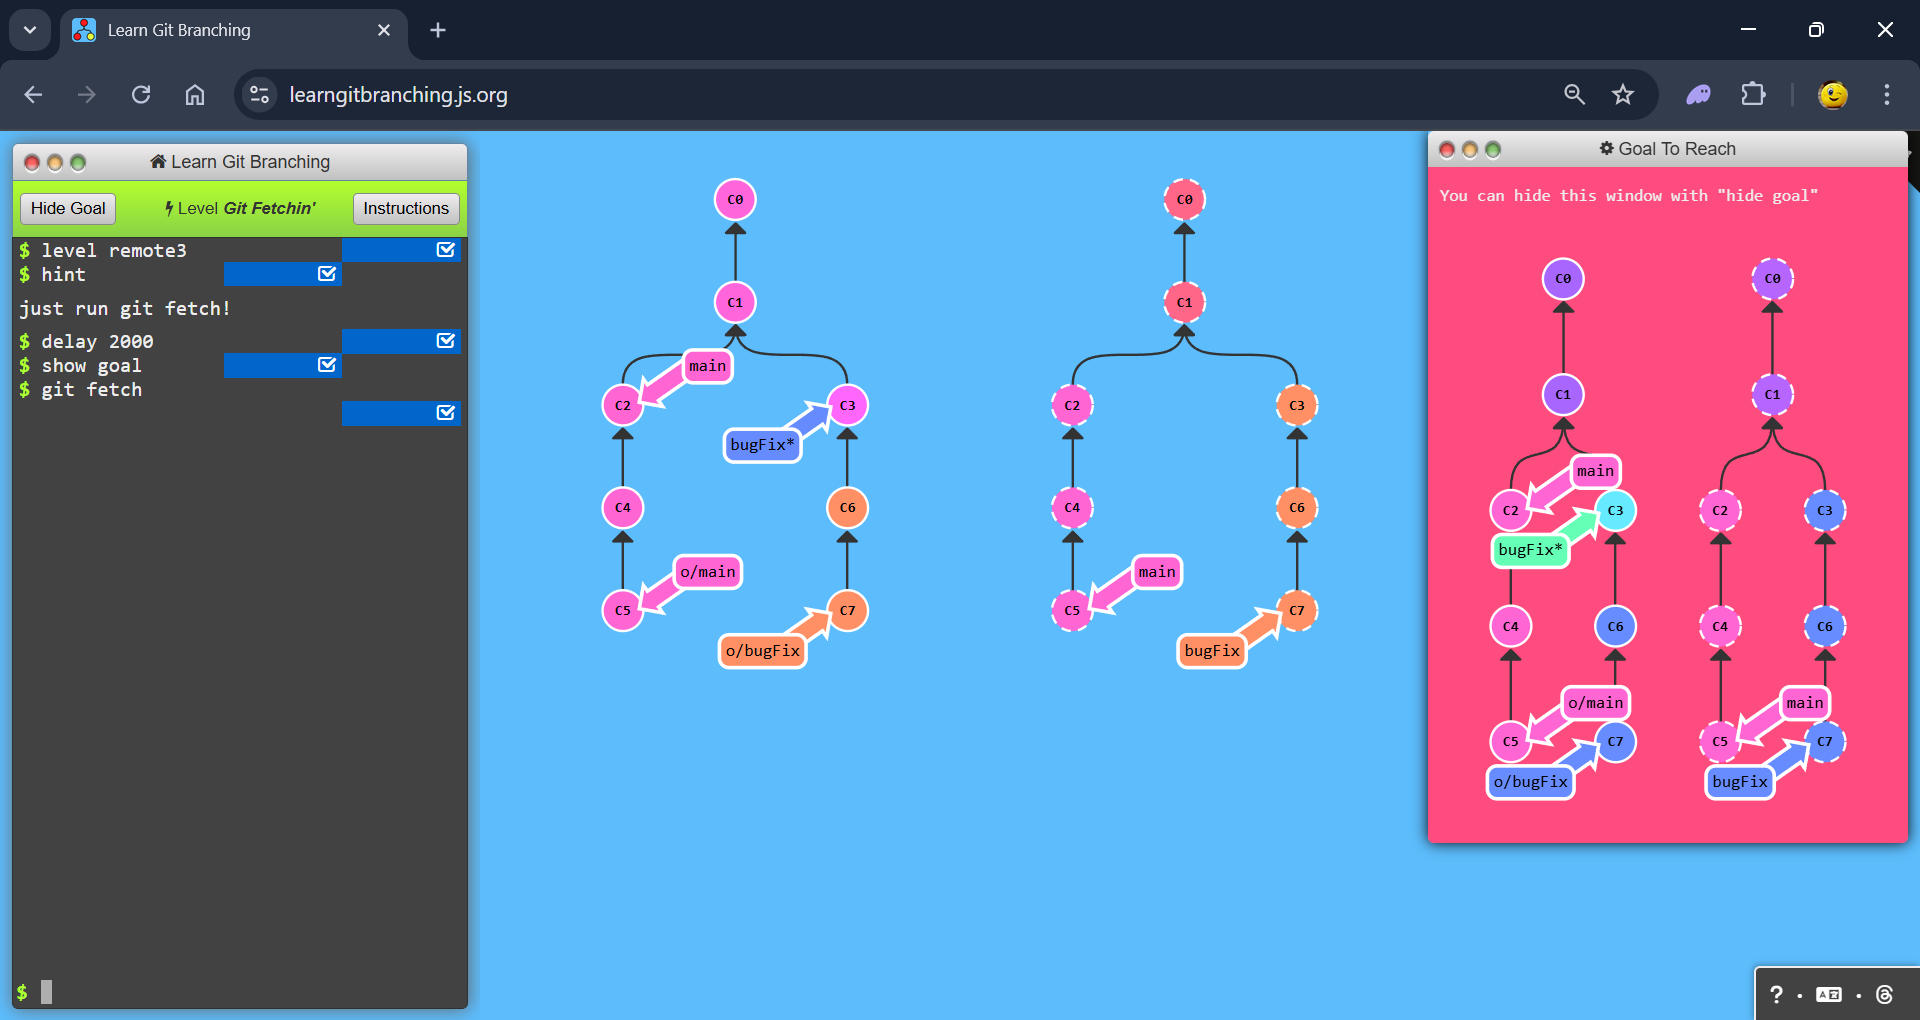 Learn Git Branching
learngitbranching.js.org
Learn Git Branching
Hide Goal
Level Git Fetchin'
Instructions
$ level remote3
$ hint
just run git fetch!
$ delay 2000
$ show goal
$ git fetch
$
C0
C1
main
C2
C3
bugFix*
C4
C6
o/main
C5
C7
o/bugFix
C0
C1
C2
C3
C4
C6
main
C5
C7
bugFix
Goal To Reach
You can hide this window with "hide goal"
C0
C1
main
C2
C3
bugFix*
C4
C6
o/main
C5
C7
o/bugFix
C0
C1
C2
C3
C4
C6
main
C5
C7
bugFix
?